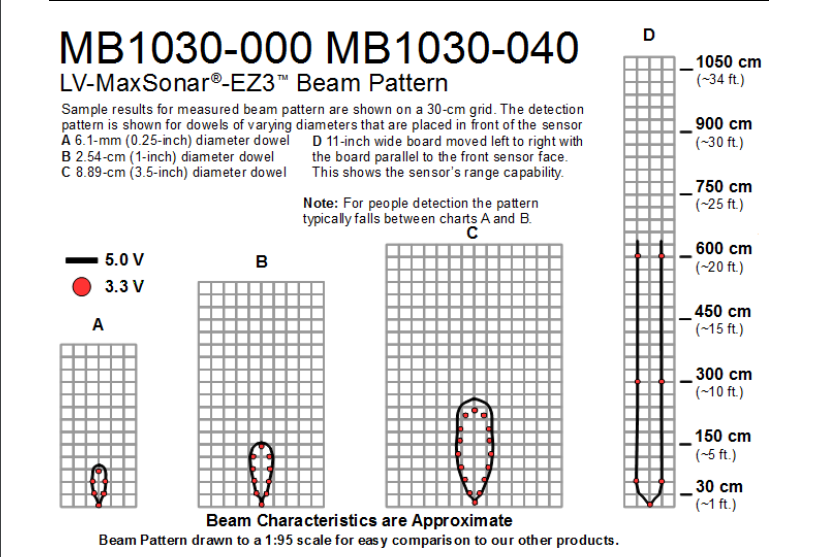 MB1030-000 MB1030-040
LV-MaxSonar®-EZ3™ Beam Pattern
Sample results for measured beam pattern are shown on a 30-cm grid. The detection
pattern is shown for dowels of varying diameters that are placed in front of the sensor
A 6.1-mm (0.25-inch) diameter dowel
B 2.54-cm (1-inch) diameter dowel
C 8.89-cm (3.5-inch) diameter dowel
D 11-inch wide board moved left to right with
the board parallel to the front sensor face.
This shows the sensor's range capability.
Note: For people detection the pattern
typically falls between charts A and B.
5.0 V
3.3 V
A
B
C
D
1050 cm
(~34 ft.)
900 cm
(~30 ft.)
750 cm
(~25 ft.)
600 cm
(~20 ft.)
450 cm
(~15 ft.)
300 cm
(~10 ft.)
150 cm
(~5 ft.)
30 cm
(~1 ft.)
Beam Characteristics are Approximate
Beam Pattern drawn to a 1:95 scale for easy comparison to our other products.